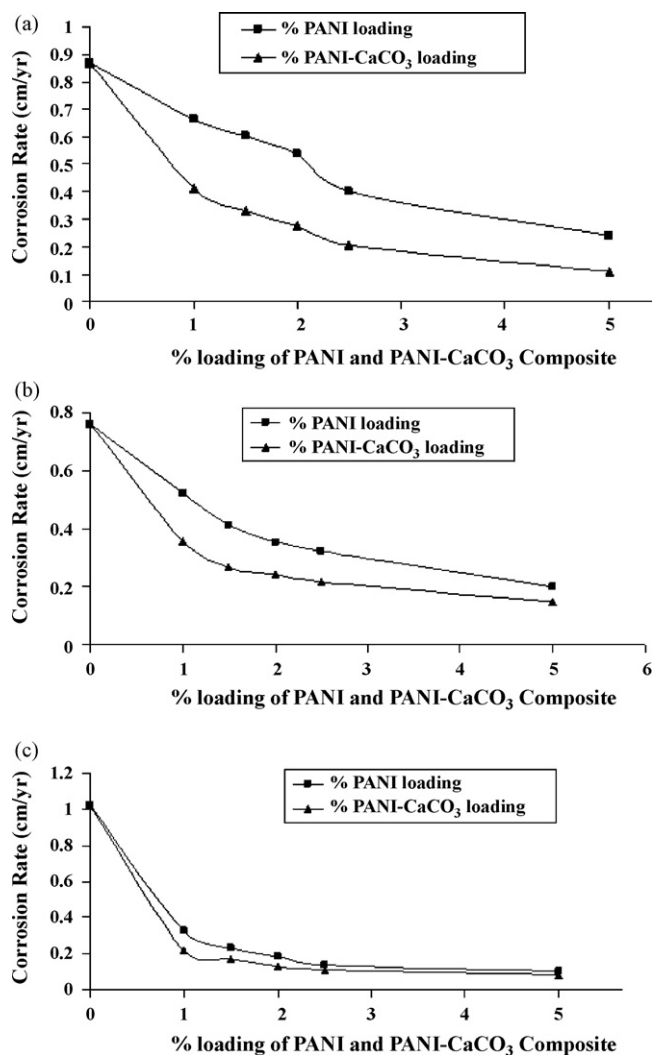 (a)
% PANI loading
% PANI-CaCO₃ loading
Corrosion Rate (cm/yr)
1
0.9
0.8
0.7
0.6
0.5
0.4
0.3
0.2
0.1
0
0 1 2 3 4 5
% loading of PANI and PANI-CaCO₃ Composite
(b)
% PANI loading
% PANI-CaCO₃ loading
Corrosion Rate (cm/yr)
0.8
0.6
0.4
0.2
0
0 1 2 3 4 5 6
% loading of PANI and PANI-CaCO₃ Composite
(c)
% PANI loading
% PANI-CaCO₃ loading
Corrosion Rate (cm/yr)
1.2
1
0.8
0.6
0.4
0.2
0
0 1 2 3 4 5
% loading of PANI and PANI-CaCO₃ Composite